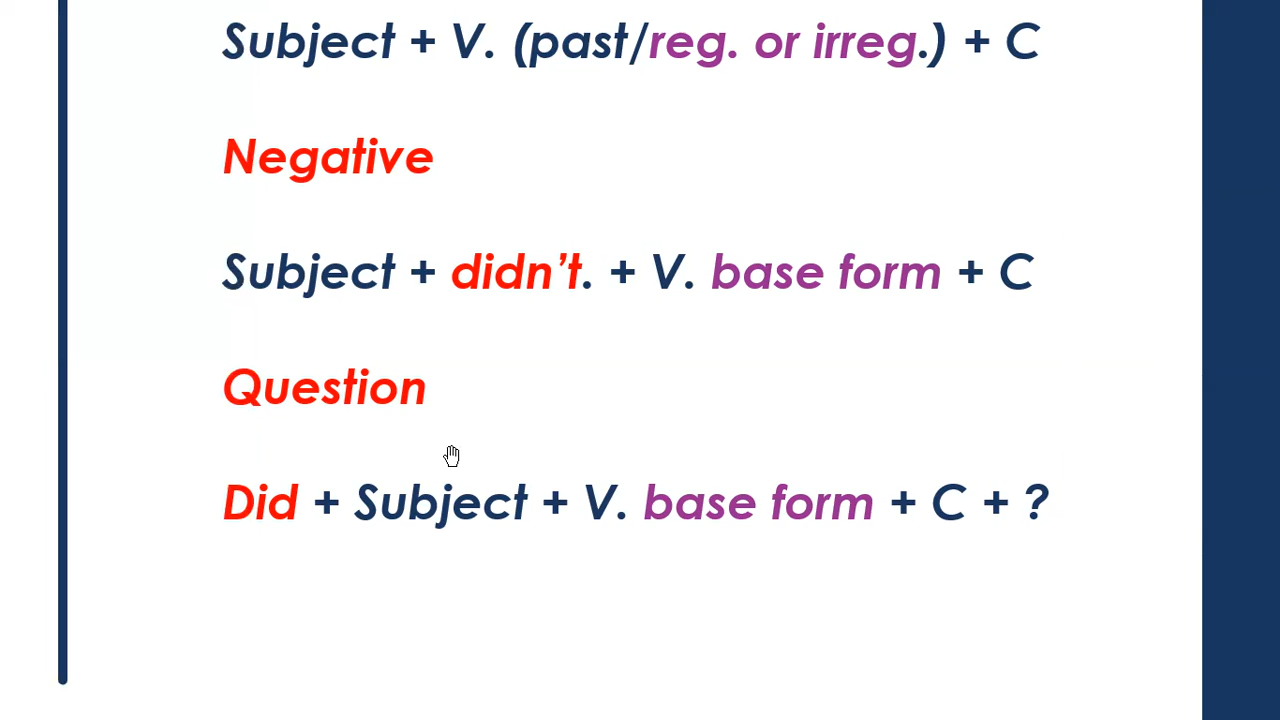 Subject + V. (past/reg. or irreg.) + C
Negative
Subject + didn’t. + V. base form + C
Question
Did + Subject + V. base form + C + ?